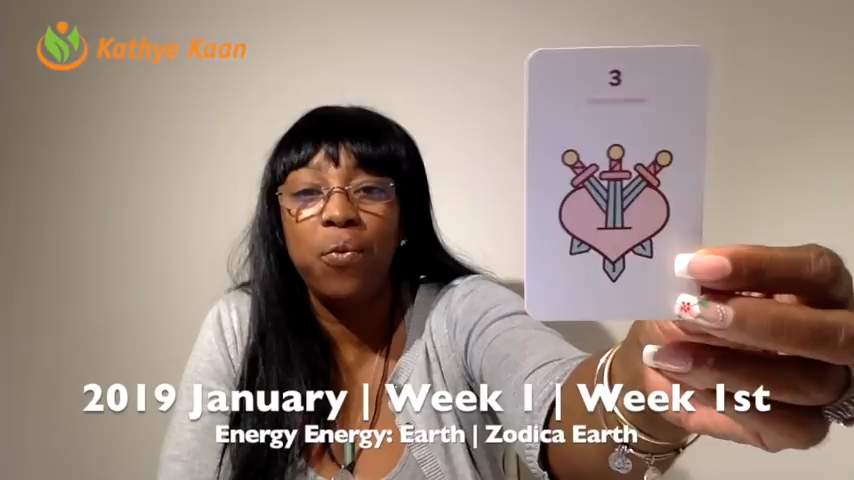 Kathye Kaan
3
2019 January | Week 1 | Week 1st
Energy Energy: Earth | Zodica Earth